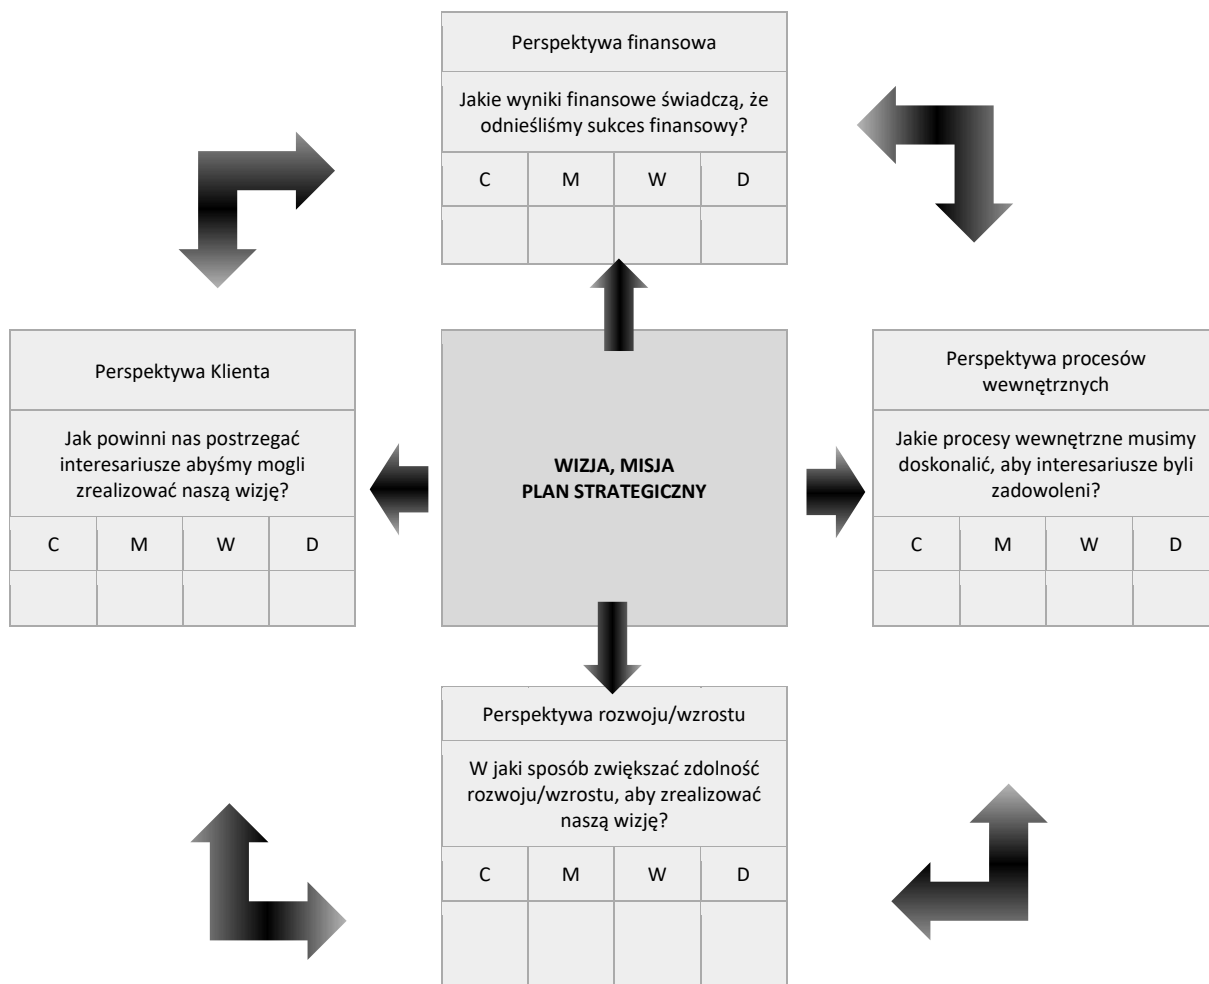 Perspektywa finansowa
Jakie wyniki finansowe świadczą, że
odnieśliśmy sukces finansowy?
C M W D
Perspektywa Klienta
Jak powinni nas postrzegać
interesariusze abyśmy mogli
zrealizować naszą wizję?
C M W D
WIZJA, MISJA
PLAN STRATEGICZNY
Perspektywa procesów
wewnętrznych
Jakie procesy wewnętrzne musimy
doskonalić, aby interesariusze byli
zadowoleni?
C M W D
Perspektywa rozwoju/wzrostu
W jaki sposób zwiększać zdolność
rozwoju/wzrostu, aby zrealizować
naszą wizję?
C M W D